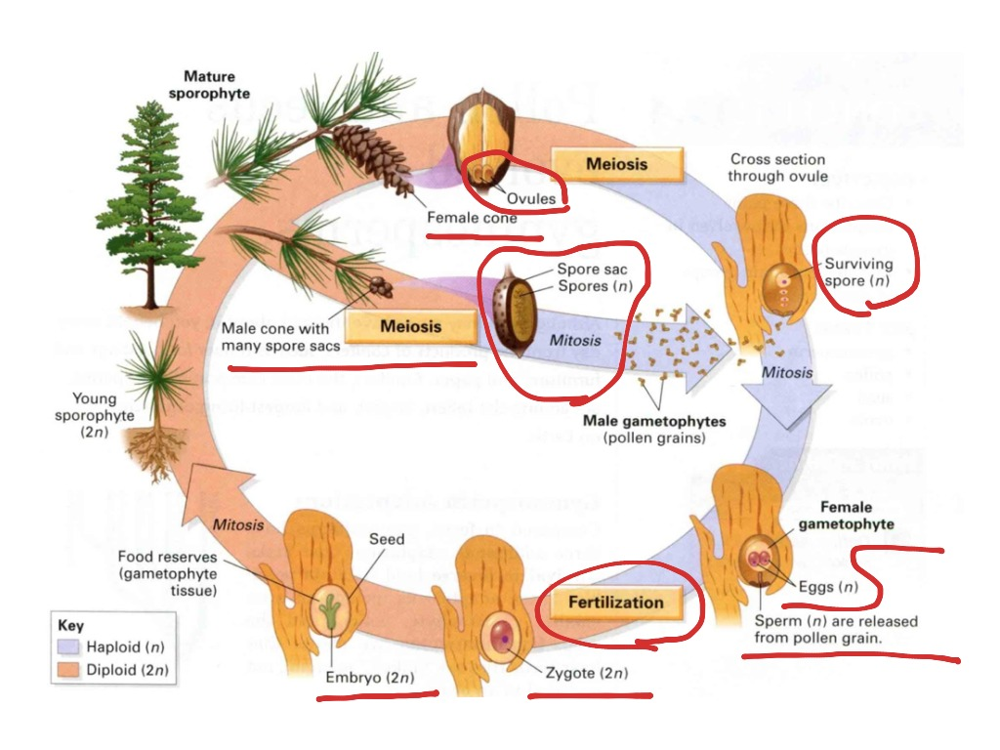 Mature
sporophyte
Meiosis
Cross section
through ovule
Ovules
Female cone
Surviving
spore (n)
Spore sac
Spores (n)
Male cone with
many spore sacs
Meiosis
Mitosis
Mitosis
Young
sporophyte
(2n)
Male gametophytes
(pollen grains)
Female
gametophyte
Mitosis
Seed
Food reserves
(gametophyte
tissue)
Fertilization
Eggs (n)
Sperm (n) are released
from pollen grain.
Key
Haploid (n)
Diploid (2n)
Embryo (2n)
Zygote (2n)